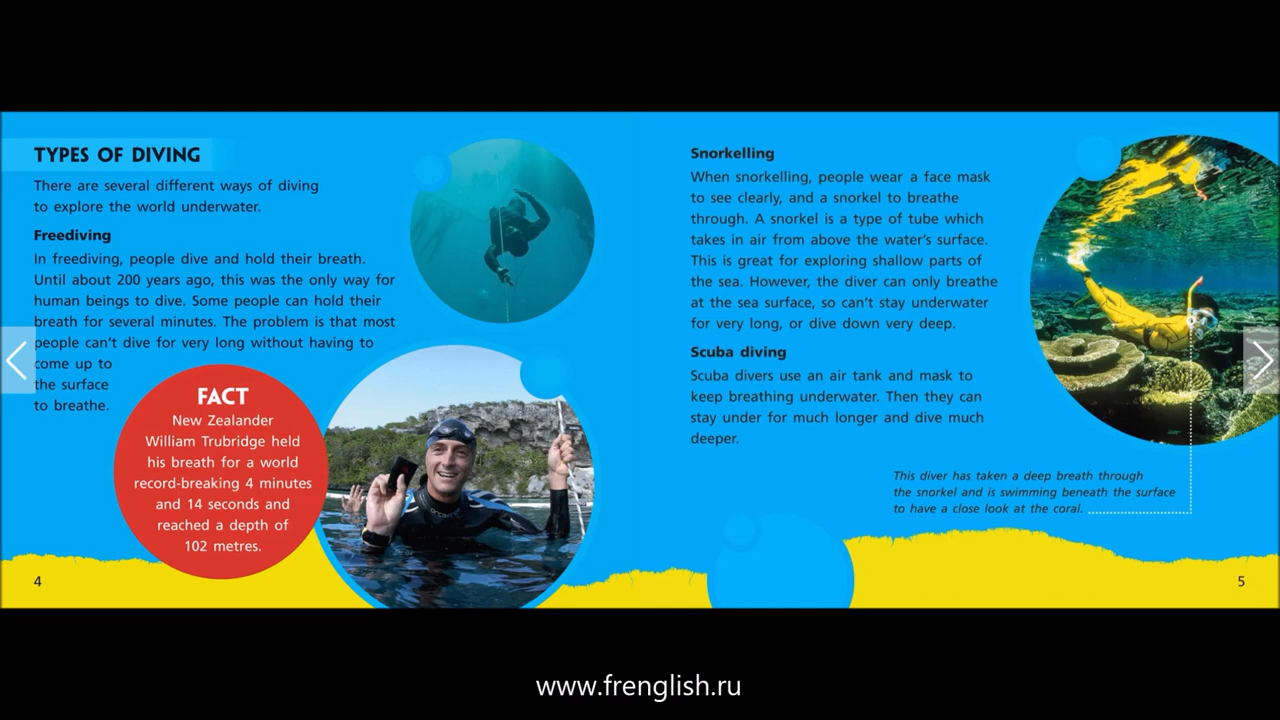 TYPES OF DIVING
There are several different ways of diving
to explore the world underwater.
Freediving
In freediving, people dive and hold their breath.
Until about 200 years ago, this was the only way for
human beings to dive. Some people can hold their
breath for several minutes. The problem is that most
people can't dive for very long without having to
come up to
the surface
to breathe.
FACT
New Zealander
William Trubridge held
his breath for a world
record-breaking 4 minutes
and 14 seconds and
reached a depth of
102 metres.
4
Snorkelling
When snorkelling, people wear a face mask
to see clearly, and a snorkel to breathe
through. A snorkel is a type of tube which
takes in air from above the water's surface.
This is great for exploring shallow parts of
the sea. However, the diver can only breathe
at the sea surface, so can't stay underwater
for very long, or dive down very deep.
Scuba diving
Scuba divers use an air tank and mask to
keep breathing underwater. Then they can
stay under for much longer and dive much
deeper.
This diver has taken a deep breath through
the snorkel and is swimming beneath the surface
to have a close look at the coral.
5
www.frenglish.ru